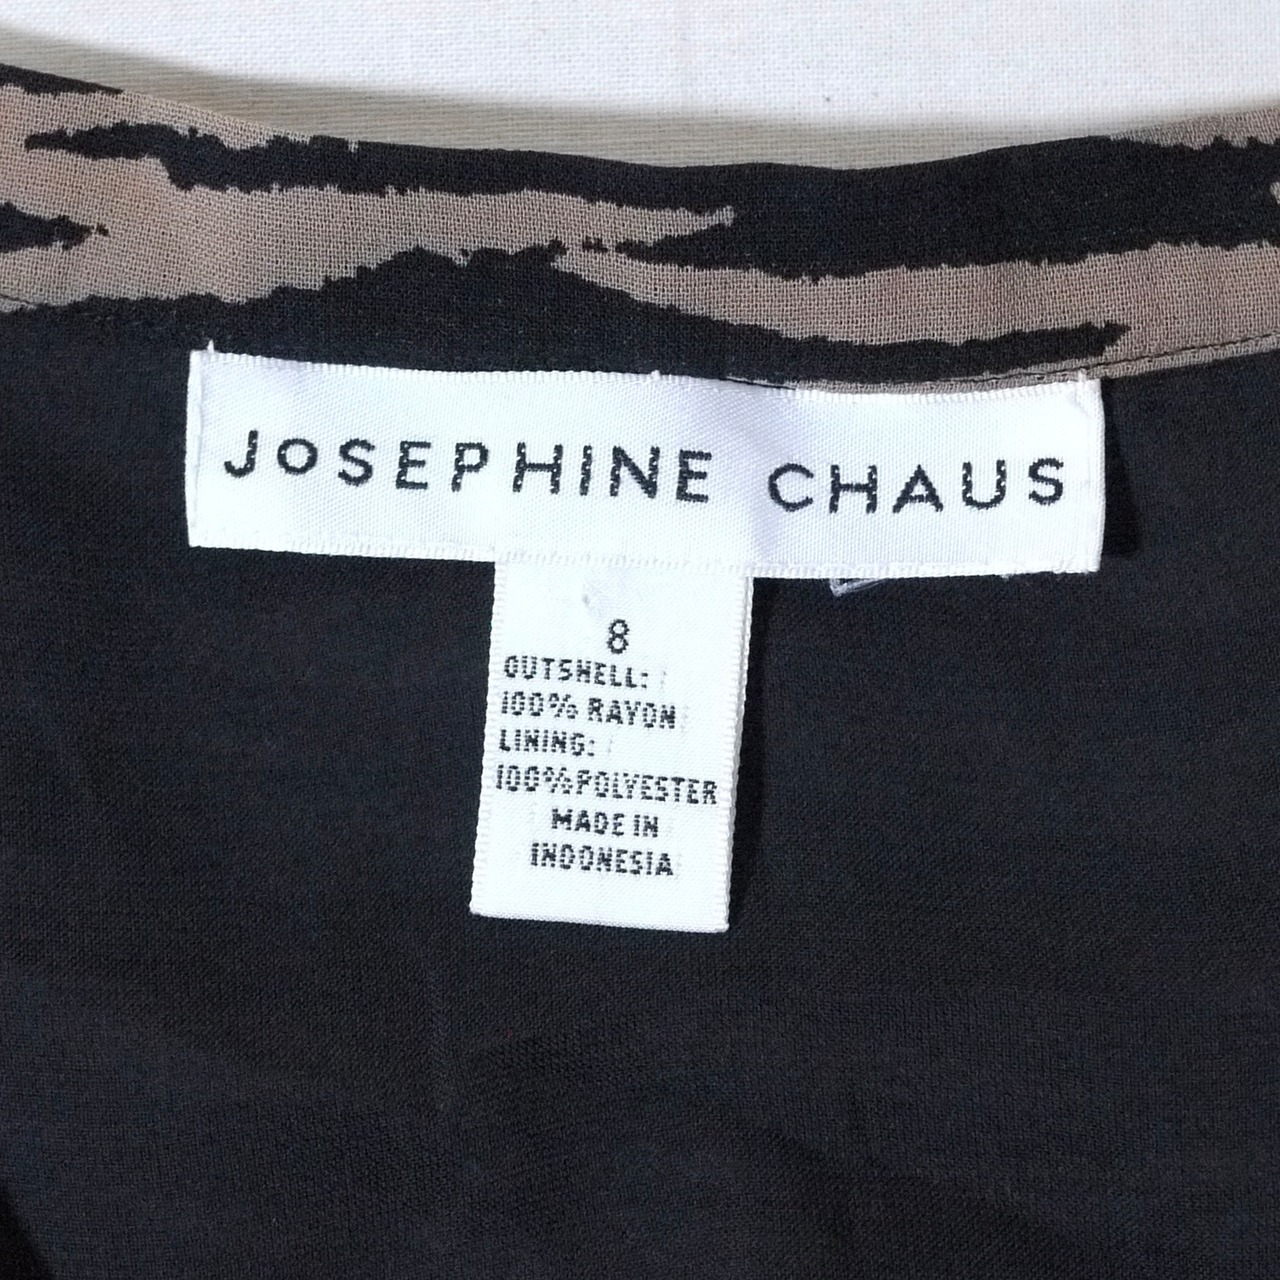 JOSEPHINE CHAUS
8
OUTSHELL:
100% RAYON
LINING:
100% POLYESTER
MADE IN
INDONESIA